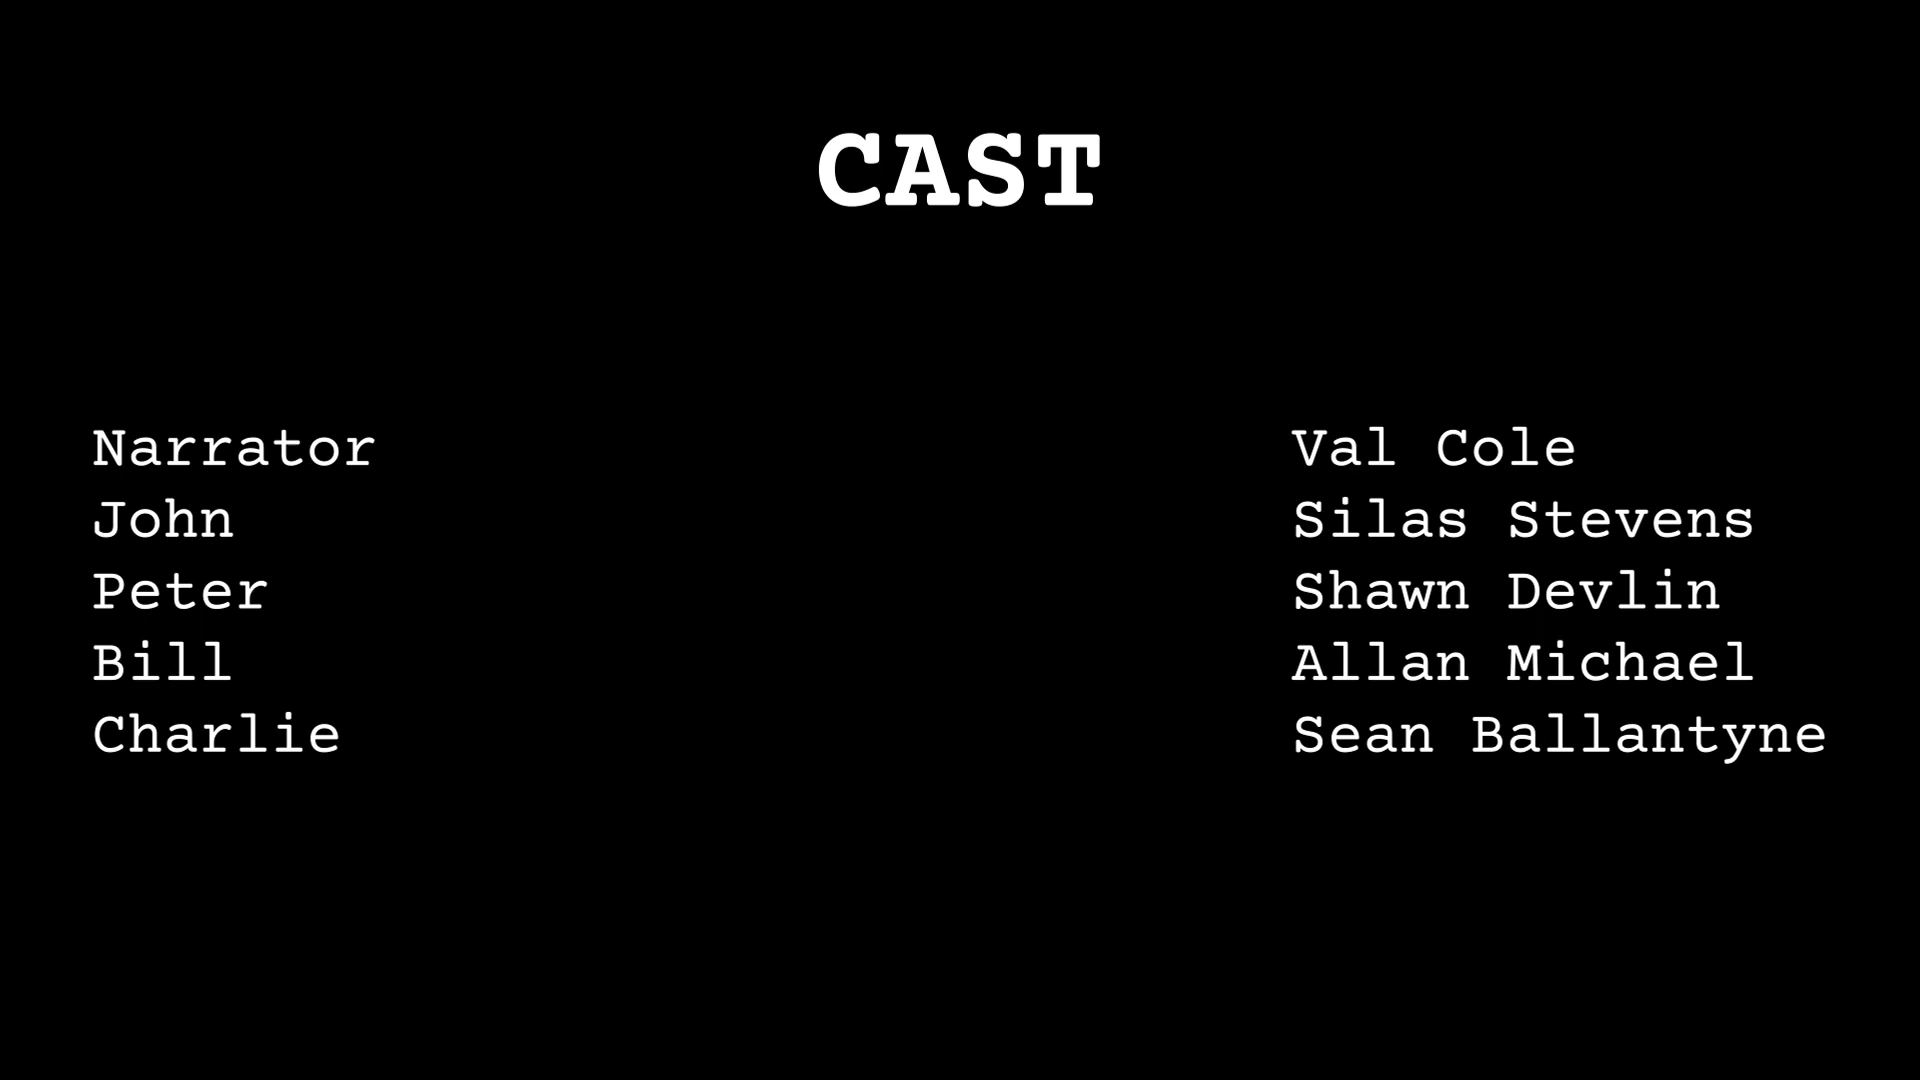 CAST
Narrator Val Cole
John Silas Stevens
Peter Shawn Devlin
Bill Allan Michael
Charlie Sean Ballantyne